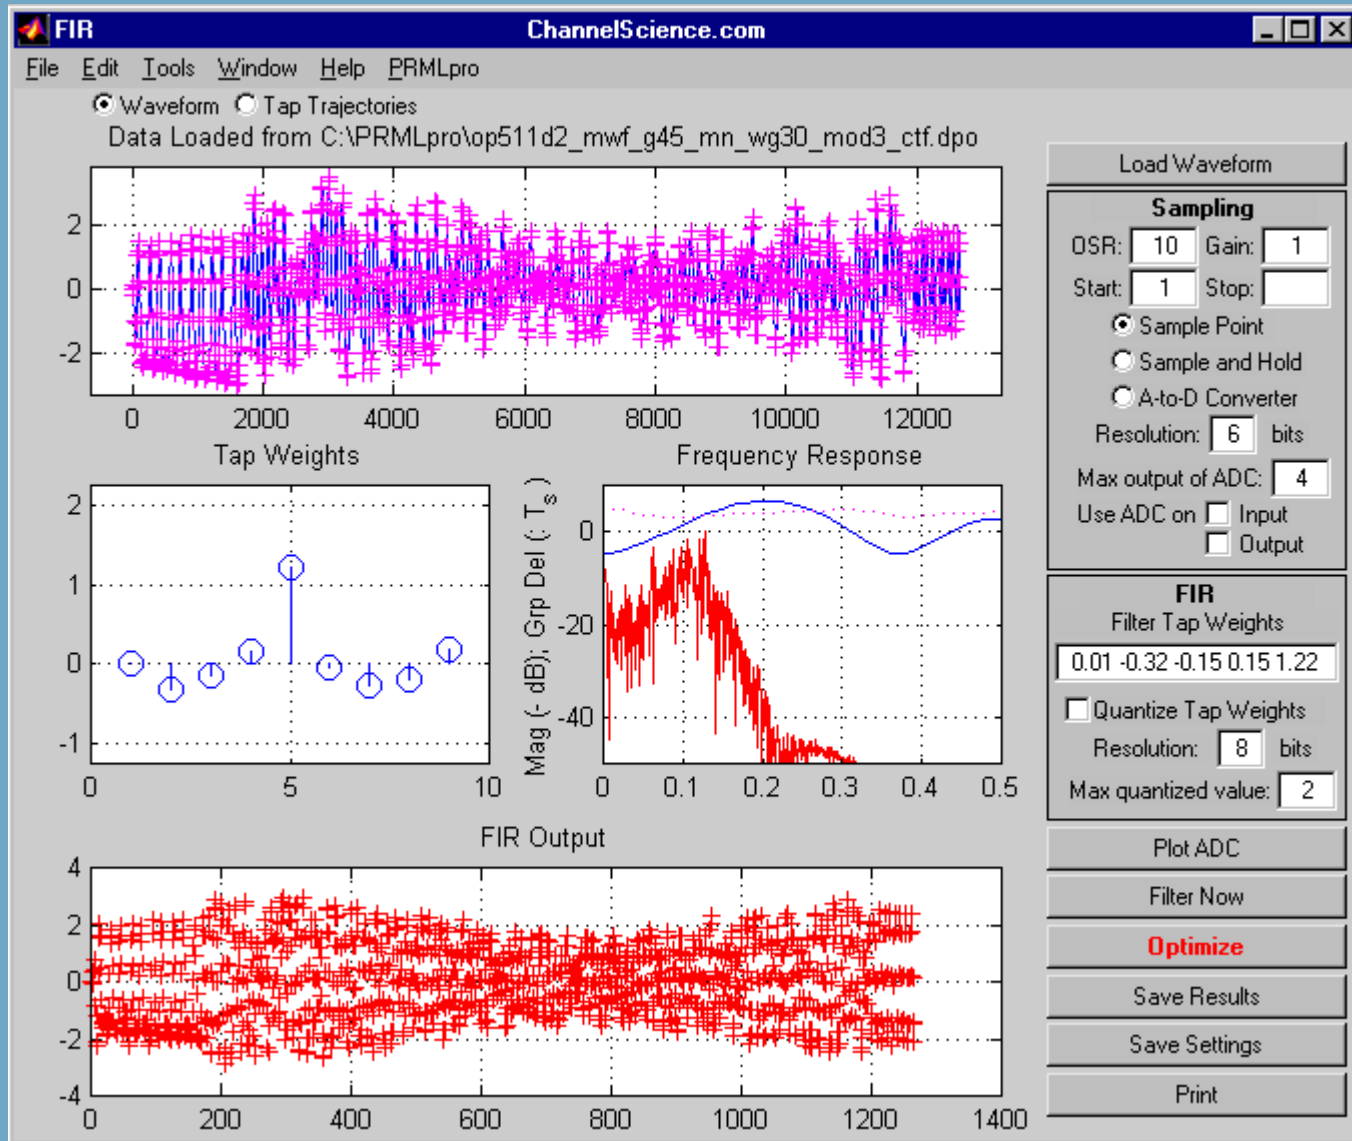 FIR ChannelScience.com
File Edit Tools Window Help PRMLpro
Waveform Tap Trajectories
Data Loaded from C:\PRMLpro\op511d2_mwf_g45_mn_wg30_mod3_ctf.dpo
2
0
-2
0 2000 4000 6000 8000 10000 12000
Tap Weights
2
1
0
-1
0 5 10
Frequency Response
Mag (- dB); Grp Del (: T_s )
0
-20
-40
0 0.1 0.2 0.3 0.4 0.5
FIR Output
4
2
0
-2
-4
0 200 400 600 800 1000 1200 1400
Load Waveform
Sampling
OSR: 10 Gain: 1
Start: 1 Stop:
Sample Point
Sample and Hold
A-to-D Converter
Resolution: 6 bits
Max output of ADC: 4
Use ADC on Input
Output
FIR
Filter Tap Weights
0.01 -0.32 -0.15 0.15 1.22
Quantize Tap Weights
Resolution: 8 bits
Max quantized value: 2
Plot ADC
Filter Now
Optimize
Save Results
Save Settings
Print